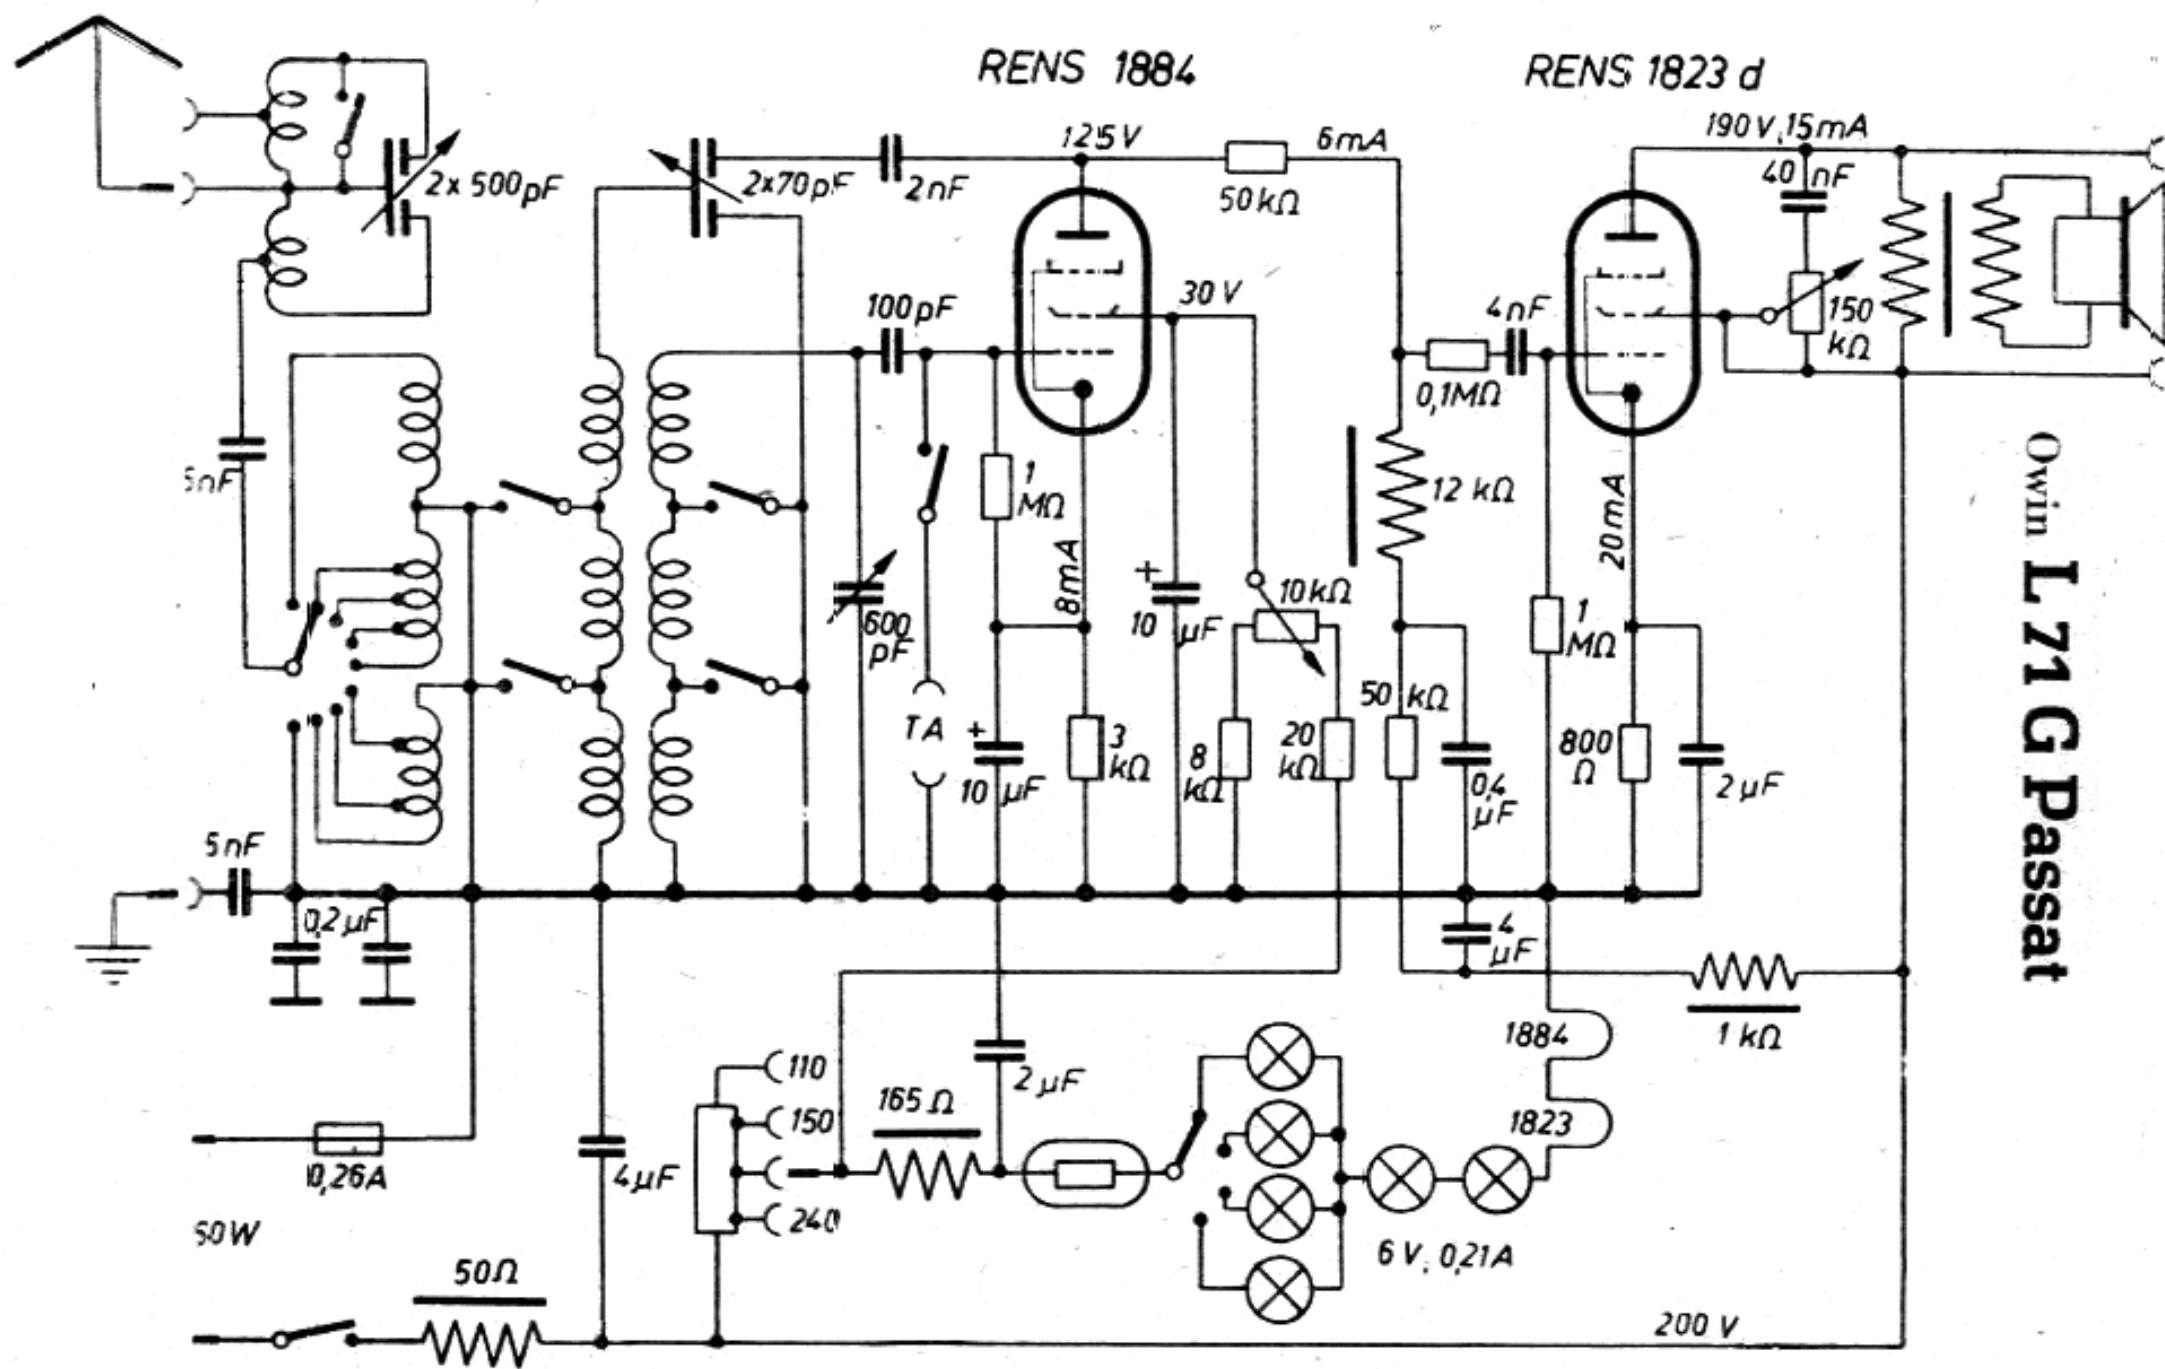 RENS 1884
RENS 1823 d
125 V
6mA
190 V, 15mA
2x 500pF
2x70pF
2nF
50kΩ
40 nF
100pF
30 V
4nF
150 kΩ
0,1MΩ
5nF
1 MΩ
12 kΩ
20mA
8mA
600 pF
10 µF
10kΩ
1 MΩ
TA
10 µF
3 kΩ
8 kΩ
20 kΩ
50 kΩ
0,4 µF
800 Ω
2 µF
Owin L 71 G Passat
5nF
0,2µF
4 µF
1 kΩ
1884
1823
110
150
240
165Ω
2µF
4µF
0,26A
60W
50Ω
6 V, 0,21A
200 V